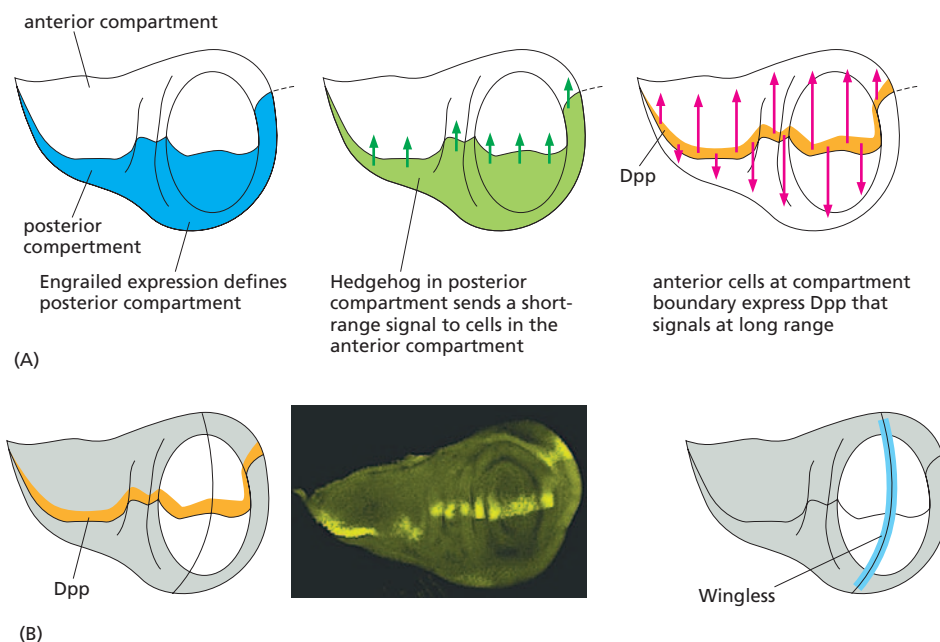 anterior compartment
posterior
compertment
Engrailed expression defines
posterior compartment
Hedgehog in posterior
compartment sends a short-
range signal to cells in the
anterior compartment
Dpp
anterior cells at compartment
boundary express Dpp that
signals at long range
(A)
Dpp
Wingless
(B)